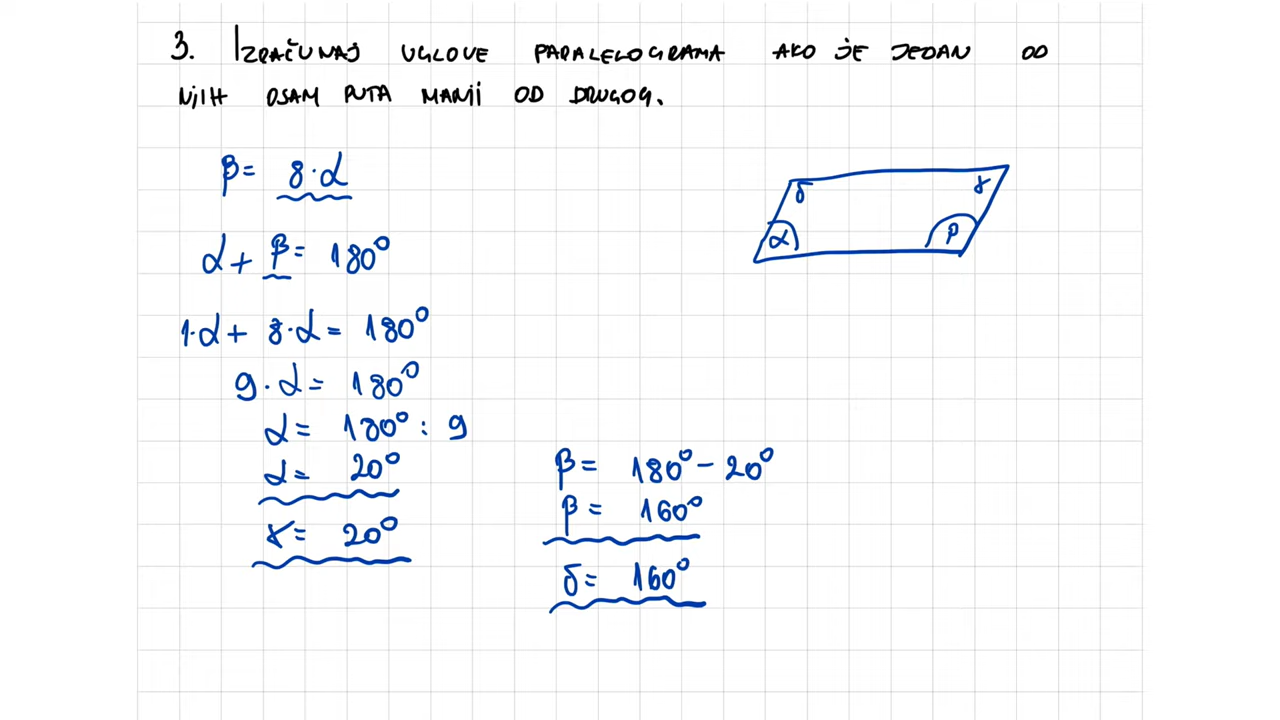 3. IZRAČUNAJ UGLOVE PARALELOGRAMA AKO JE JEDAN OD
NJIH OSAM PUTA MANJI OD DRUGOG.
β = 8·α
α + β = 180°
1·α + 8·α = 180°
9·α = 180°
α = 180° : 9
α = 20°
γ = 20°
δ γ
α β
β = 180° - 20°
β = 160°
δ = 160°